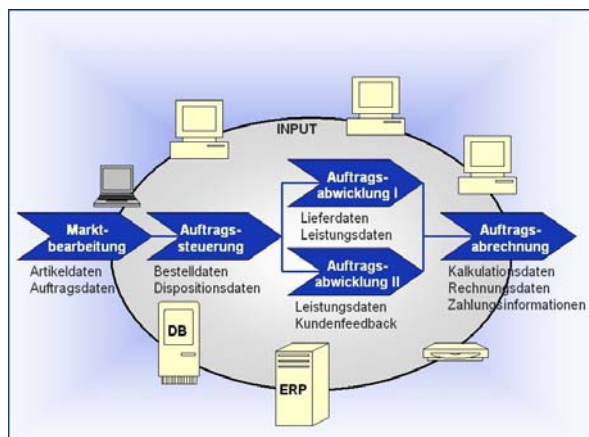 INPUT
Markt-
bearbeitung
Artikeldaten
Auftragsdaten
Auftrags-
steuerung
Bestelldaten
Dispositionsdaten
Auftrags-
abwicklung I
Lieferdaten
Leistungsdaten
Auftrags-
abwicklung II
Leistungsdaten
Kundenfeedback
Auftrags-
abrechnung
Kalkulationsdaten
Rechnungsdaten
Zahlungsinformationen
DB
ERP